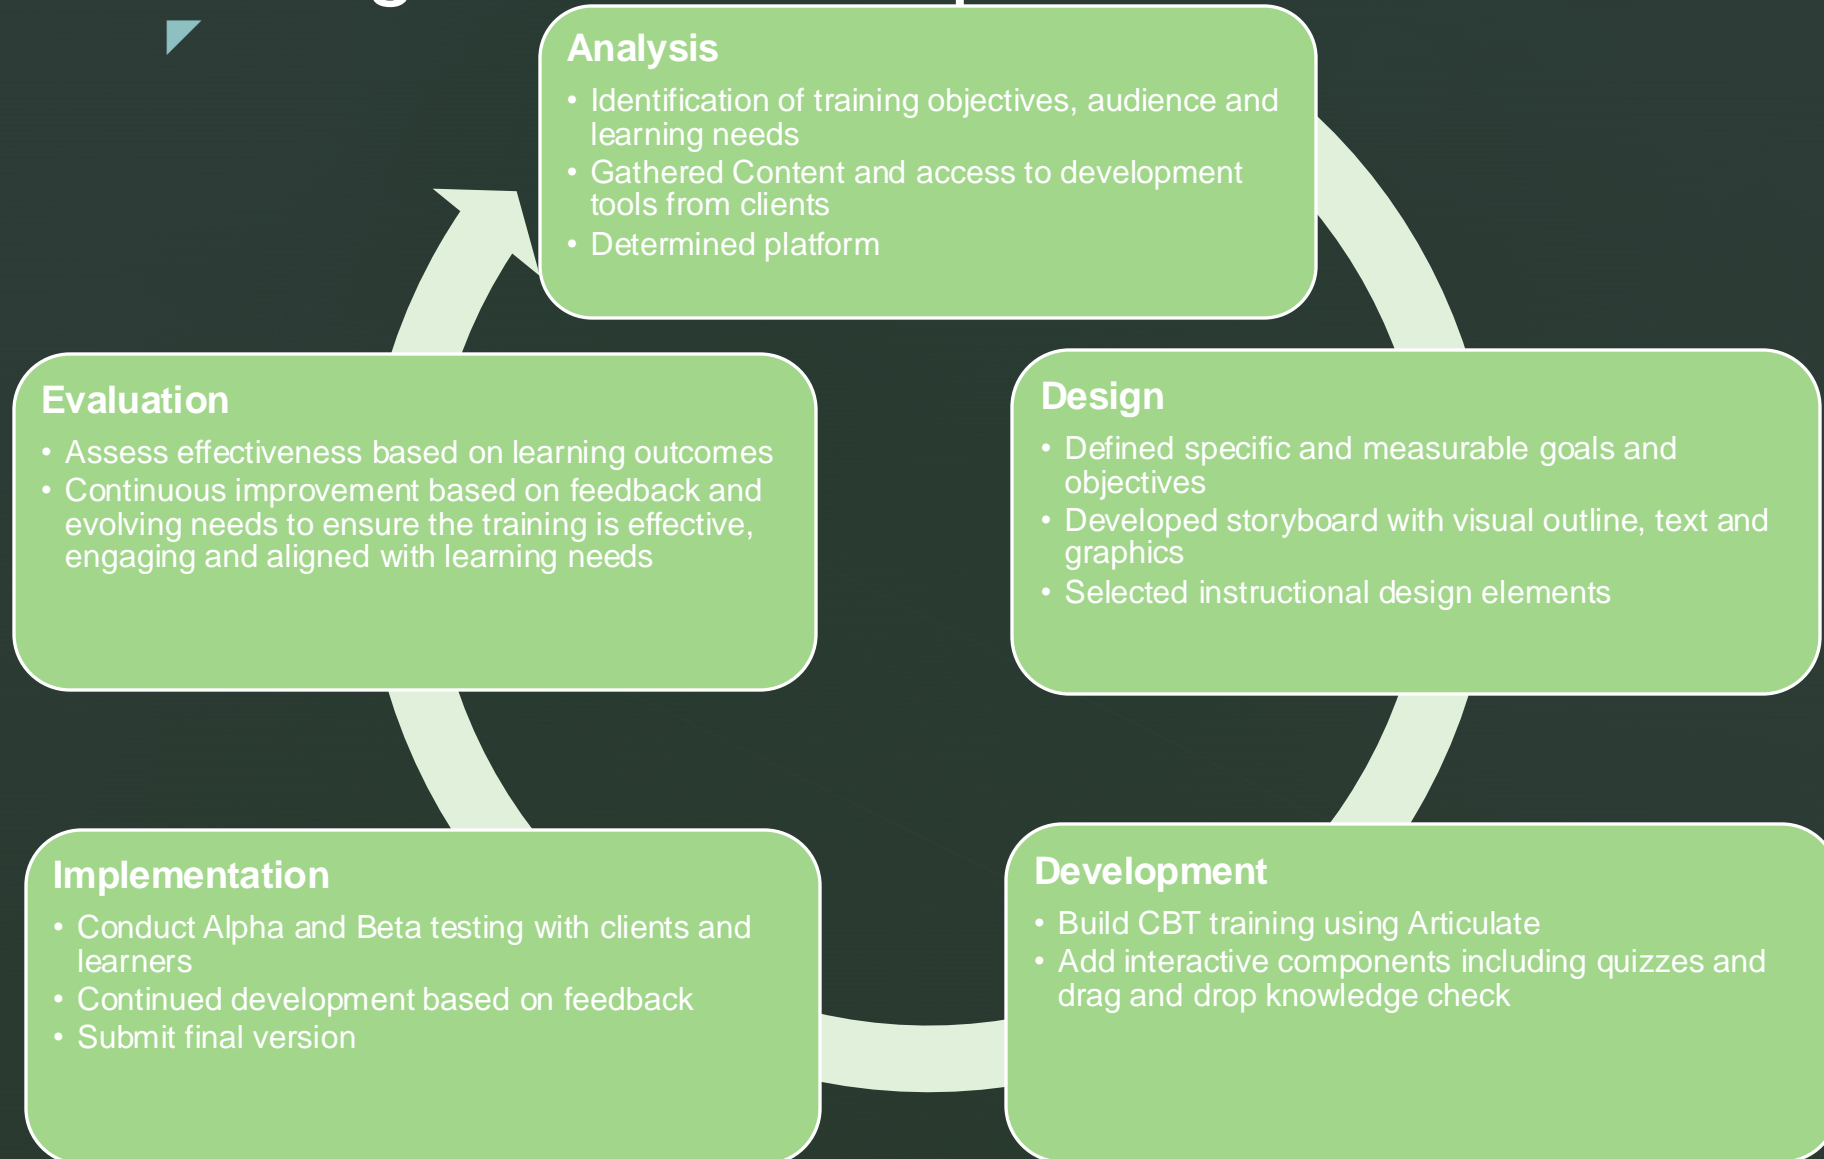 Analysis
• Identification of training objectives, audience and
learning needs
• Gathered Content and access to development
tools from clients
• Determined platform
Design
• Defined specific and measurable goals and
objectives
• Developed storyboard with visual outline, text and
graphics
• Selected instructional design elements
Development
• Build CBT training using Articulate
• Add interactive components including quizzes and
drag and drop knowledge check
Implementation
• Conduct Alpha and Beta testing with clients and
learners
• Continued development based on feedback
• Submit final version
Evaluation
• Assess effectiveness based on learning outcomes
• Continuous improvement based on feedback and
evolving needs to ensure the training is effective,
engaging and aligned with learning needs